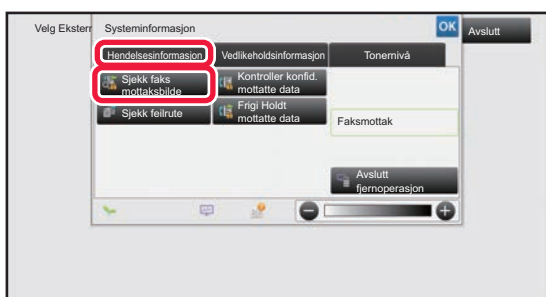 Velg Ekstern
Systeminformasjon
OK
Avslutt
Hendelsesinformasjon
Vedlikeholdsinformasjon
Tonernivå
Sjekk faks
mottaksbilde
Kontroller konfid.
mottatte data
Sjekk feilrute
Frigi Holdt
mottatte data
Faksmottak
Avslutt
fjernoperasjon